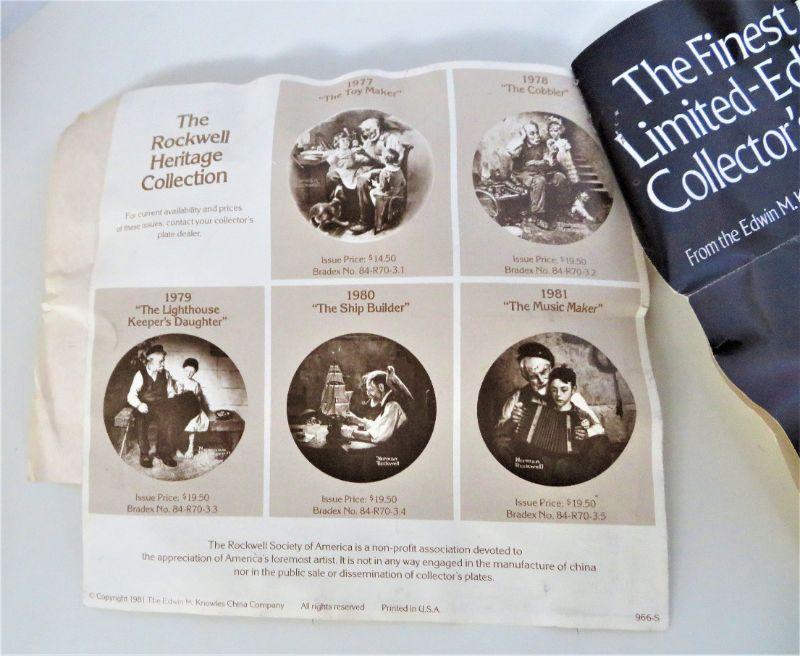 The
Rockwell
Heritage
Collection
For current availability and prices
of these issues, contact your collector's
plate dealer.
1977
"The Toy Maker"
Issue Price: $14.50
Bradex No. 84-R70-3.1
1978
"The Cobbler"
Issue Price: $19.50
Bradex No. 84-R70-3.2
1979
"The Lighthouse
Keeper's Daughter"
Norman
Issue Price: $19.50
Bradex No. 84-R70-3.3
1980
"The Ship Builder"
Norman
Rockwell
Issue Price: $19.50
Bradex No. 84-R70-3.4
1981
"The Music Maker"
Norman
Rockwell
Issue Price: $19.50
Bradex No. 84-R70-3.5
The Rockwell Society of America is a non-profit association devoted to
the appreciation of America's foremost artist. It is not in any way engaged in the manufacture of china
nor in the public sale or dissemination of collector's plates.
© Copyright 1981 The Edwin M. Knowles China Company All rights reserved Printed in U.S.A.
966-S
The Finest
Limited-Ed
Collector's
From the Edwin M. K